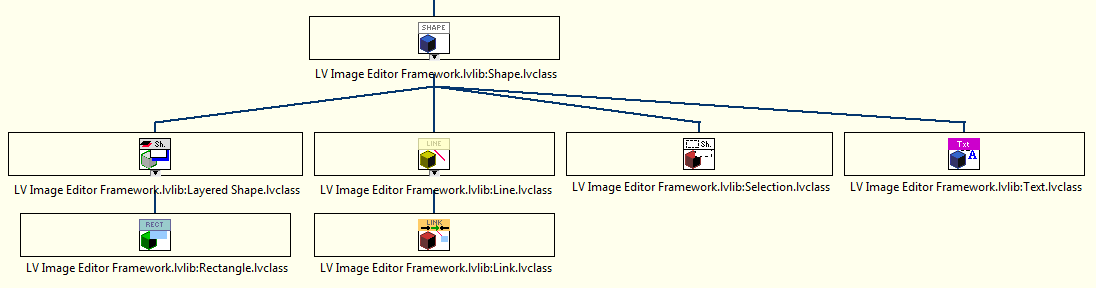 SHAPE
LV Image Editor Framework.lvlib:Shape.lvclass
Sh.
LINE
Sh.
Txt
A
LV Image Editor Framework.lvlib:Layered Shape.lvclass
LV Image Editor Framework.lvlib:Line.lvclass
LV Image Editor Framework.lvlib:Selection.lvclass
LV Image Editor Framework.lvlib:Text.lvclass
RECT
LINK
LV Image Editor Framework.lvlib:Rectangle.lvclass
LV Image Editor Framework.lvlib:Link.lvclass